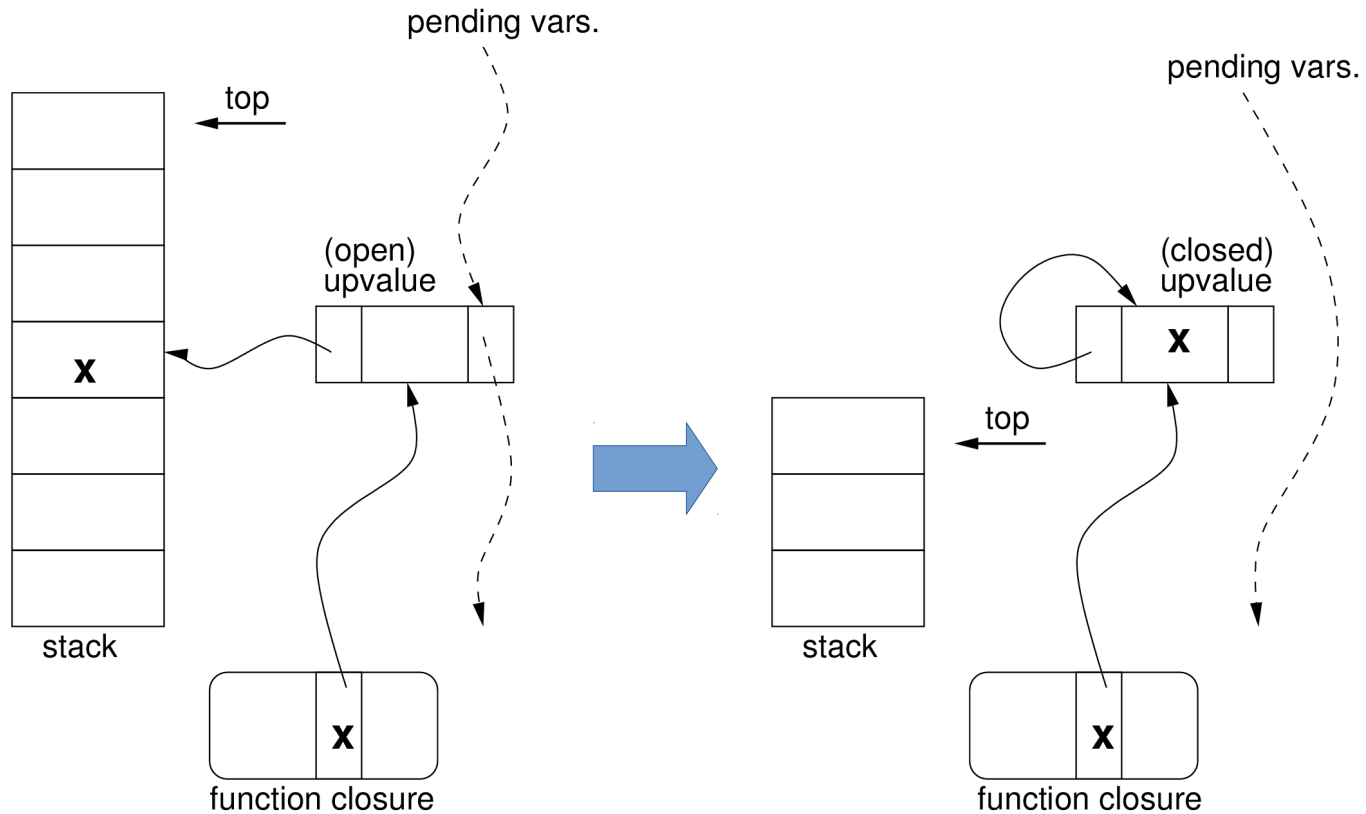 pending vars.
top
(open)
upvalue
x
stack
x
function closure
pending vars.
(closed)
upvalue
x
top
stack
x
function closure